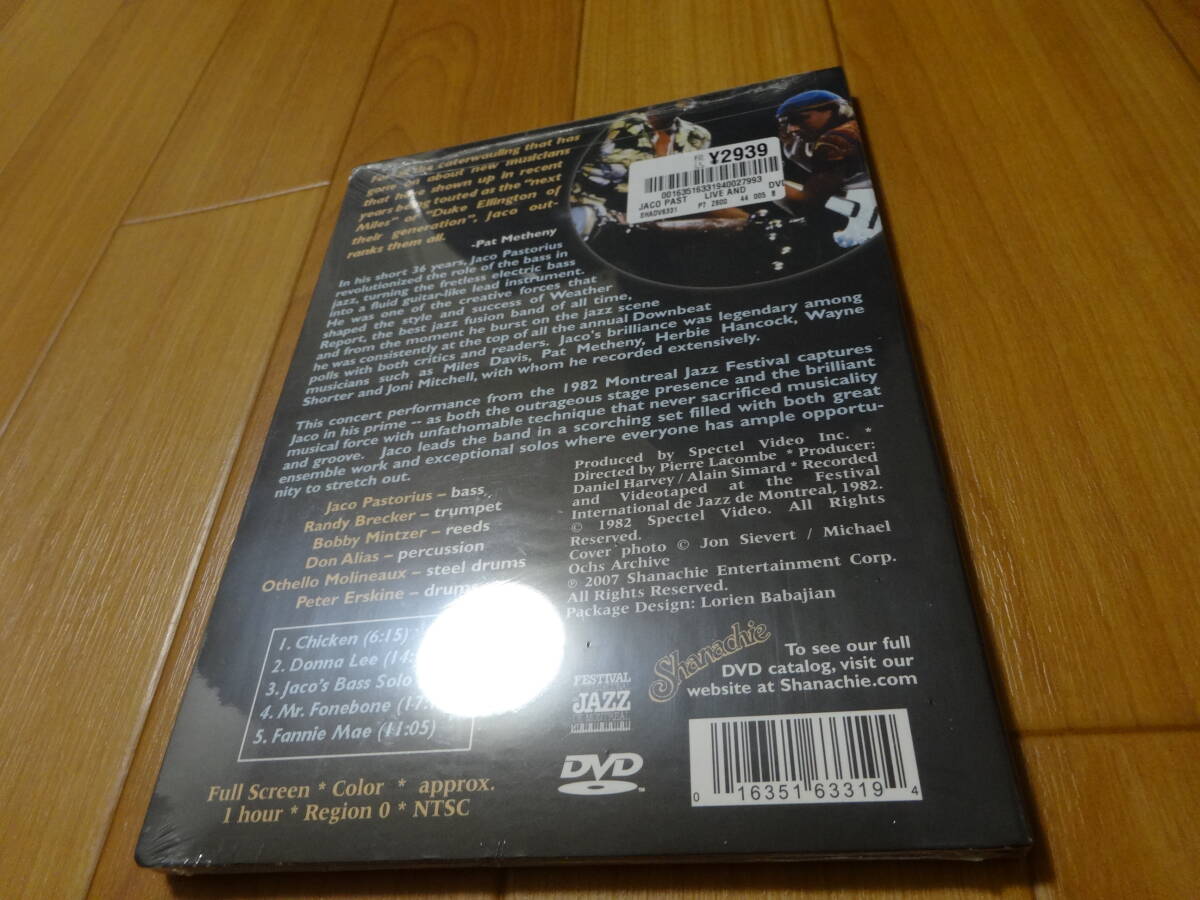 the caterwauling that has
gone on about new musicians
that have shown up in recent
years being touted as the "next
Miles" or "Duke Ellington of
their generation", Jaco out-
ranks them all.
-Pat Metheny
¥2939
00163516331940027993
JACO PAST LIVE AND DVD
SHADV6331 PT 2800 44 005 8
In his short 36 years, Jaco Pastorius
revolutionized the role of the bass in
jazz, turning the fretless electric bass
into a fluid guitar-like lead instrument.
He was one of the creative forces that
shaped the style and success of Weather
Report, the best jazz fusion band of all time,
and from the moment he burst on the jazz scene
he was consistently at the top of all the annual Downbeat
polls with both critics and readers. Jaco's brilliance was legendary among
musicians such as Miles Davis, Pat Metheny, Herbie Hancock, Wayne
Shorter and Joni Mitchell, with whom he recorded extensively.
This concert performance from the 1982 Montreal Jazz Festival captures
Jaco in his prime -- as both the outrageous stage presence and the brilliant
musical force with unfathomable technique that never sacrificed musicality
and groove. Jaco leads the band in a scorching set filled with both great
ensemble work and exceptional solos where everyone has ample opportu-
nity to stretch out.
Jaco Pastorius – bass
Randy Brecker – trumpet
Bobby Mintzer – reeds
Don Alias – percussion
Othello Molineaux – steel drums
Peter Erskine – drums
1. Chicken (6:15)
2. Donna Lee (14:
3. Jaco's Bass Solo
4. Mr. Fonebone (17:
5. Fannie Mae (11:05)
Full Screen * Color * approx.
1 hour * Region 0 * NTSC
Produced by Spectel Video Inc. *
Directed by Pierre Lacombe * Producer:
Daniel Harvey / Alain Simard * Recorded
and Videotaped at the Festival
International de Jazz de Montreal, 1982.
© 1982 Spectel Video. All Rights
Reserved.
Cover photo © Jon Sievert / Michael
Ochs Archive
℗ 2007 Shanachie Entertainment Corp.
All Rights Reserved.
Package Design: Lorien Babajian
Shanachie
To see our full
DVD catalog, visit our
website at Shanachie.com
FESTIVAL
JAZZ
DE MONTREAL
DVD
0 16351 63319 4